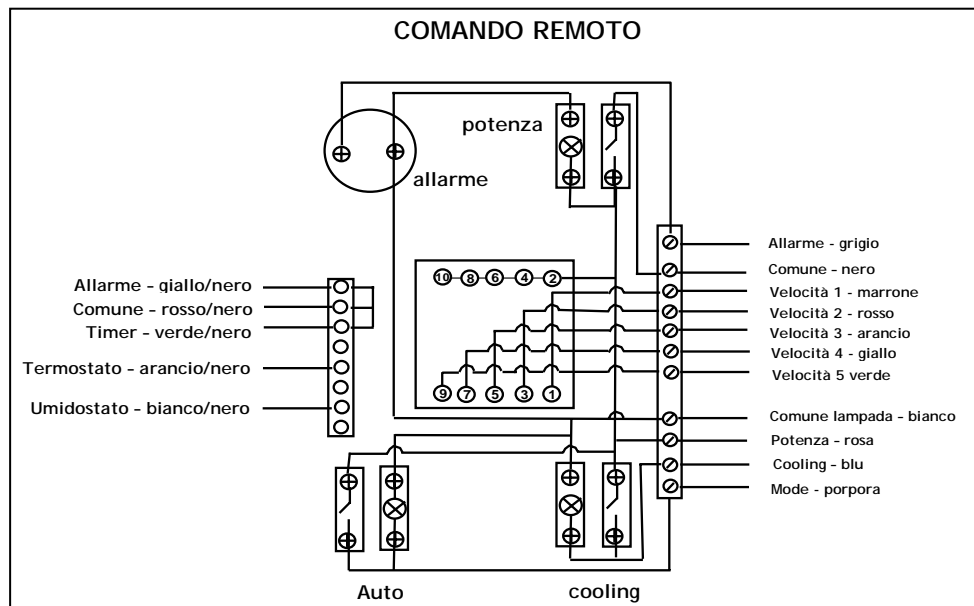 COMANDO REMOTO
potenza
allarme
Allarme - grigio
Comune - nero
Velocità 1 - marrone
Velocità 2 - rosso
Velocità 3 - arancio
Velocità 4 - giallo
Velocità 5 verde
Allarme - giallo/nero
Comune - rosso/nero
Timer - verde/nero
Termostato - arancio/nero
Umidostato - bianco/nero
10 8 6 4 2
9 7 5 3 1
Comune lampada - bianco
Potenza - rosa
Cooling - blu
Mode - porpora
Auto
cooling